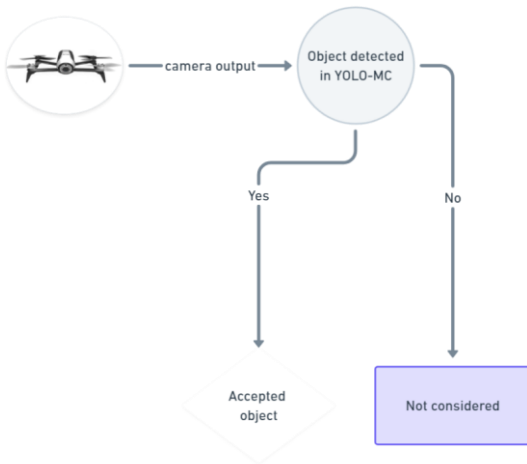 camera output
Object detected
in YOLO-MC
Yes
No
Accepted
object
Not considered